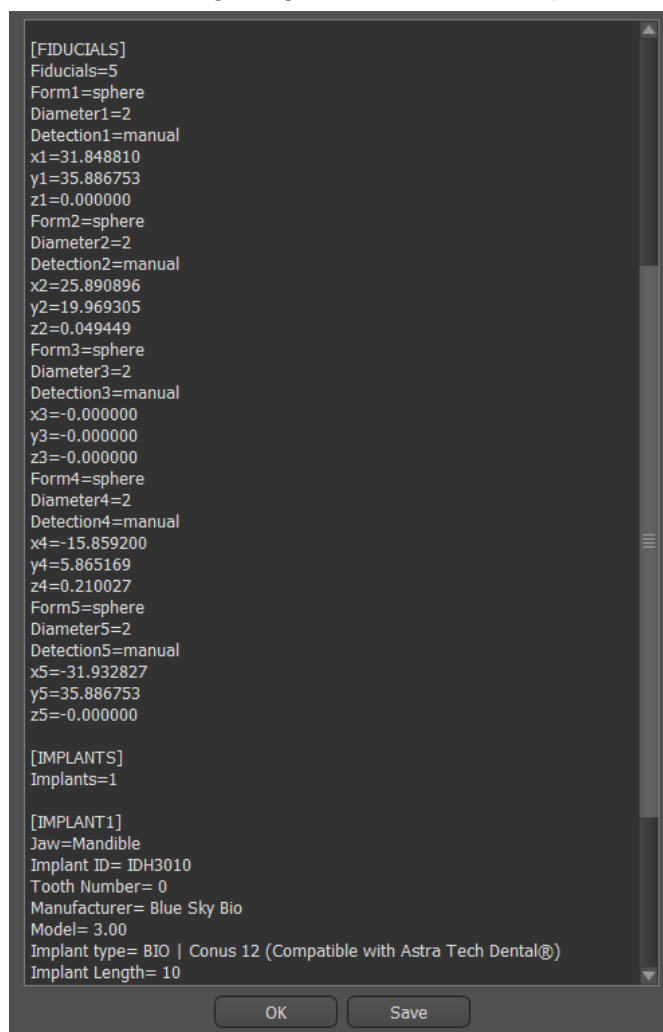 [FIDUCIALS]
Fiducials=5
Form1=sphere
Diameter1=2
Detection1=manual
x1=31.848810
y1=35.886753
z1=0.000000
Form2=sphere
Diameter2=2
Detection2=manual
x2=25.890896
y2=19.969305
z2=0.049449
Form3=sphere
Diameter3=2
Detection3=manual
x3=-0.000000
y3=-0.000000
z3=-0.000000
Form4=sphere
Diameter4=2
Detection4=manual
x4=-15.859200
y4=5.865169
z4=0.210027
Form5=sphere
Diameter5=2
Detection5=manual
x5=-31.932827
y5=35.886753
z5=-0.000000
[IMPLANTS]
Implants=1
[IMPLANT1]
Jaw=Mandible
Implant ID= IDH3010
Tooth Number= 0
Manufacturer= Blue Sky Bio
Model= 3.00
Implant type= BIO | Conus 12 (Compatible with Astra Tech Dental®)
Implant Length= 10
OK Save